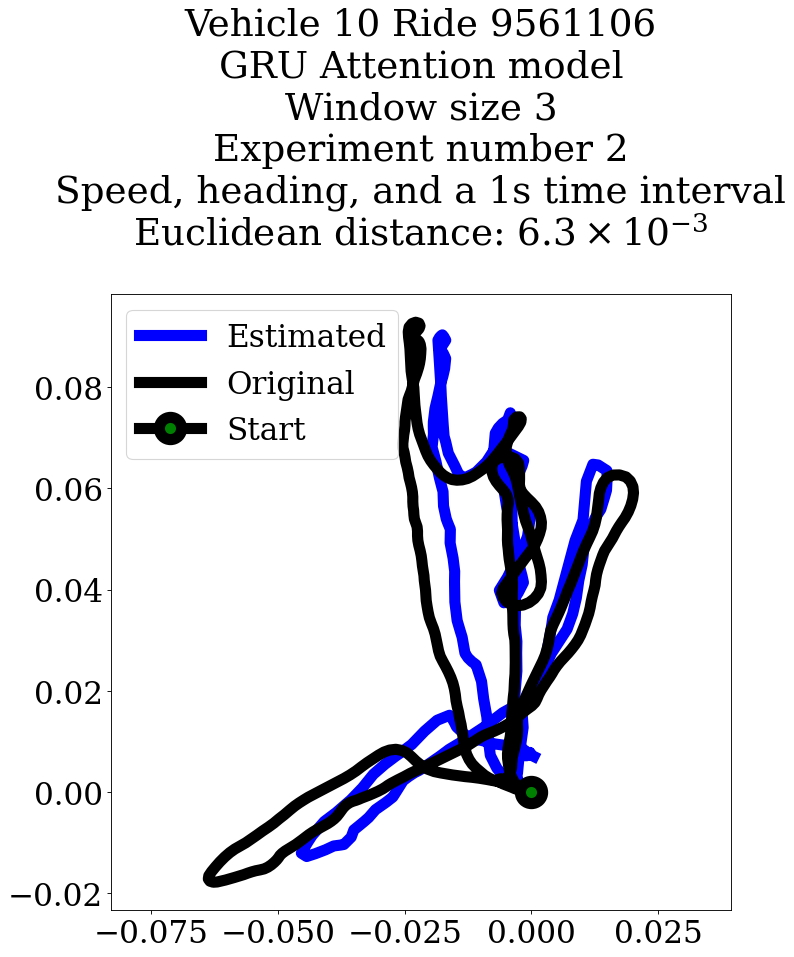 Vehicle 10 Ride 9561106
GRU Attention model
Window size 3
Experiment number 2
Speed, heading, and a 1s time interval
Euclidean distance: 6.3 × 10⁻³
Estimated
Original
Start
0.08
0.06
0.04
0.02
0.00
−0.02
−0.075 −0.050 −0.025 0.000 0.025